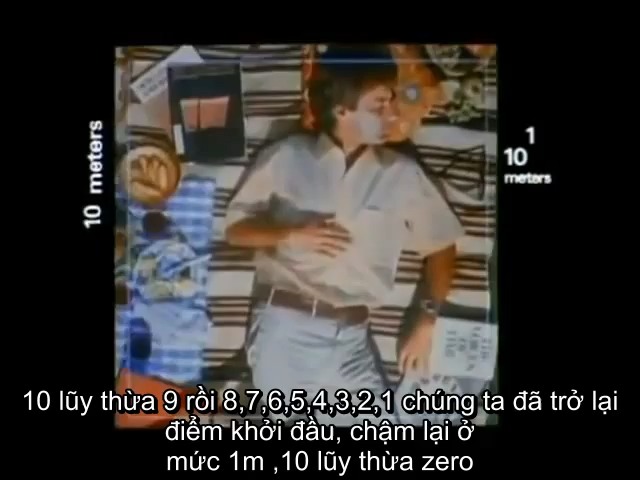 10 meters
1
10
meters
10 lũy thừa 9 rồi 8,7,6,5,4,3,2,1 chúng ta đã trở lại
điểm khởi đầu, chậm lại ở
mức 1m ,10 lũy thừa zero